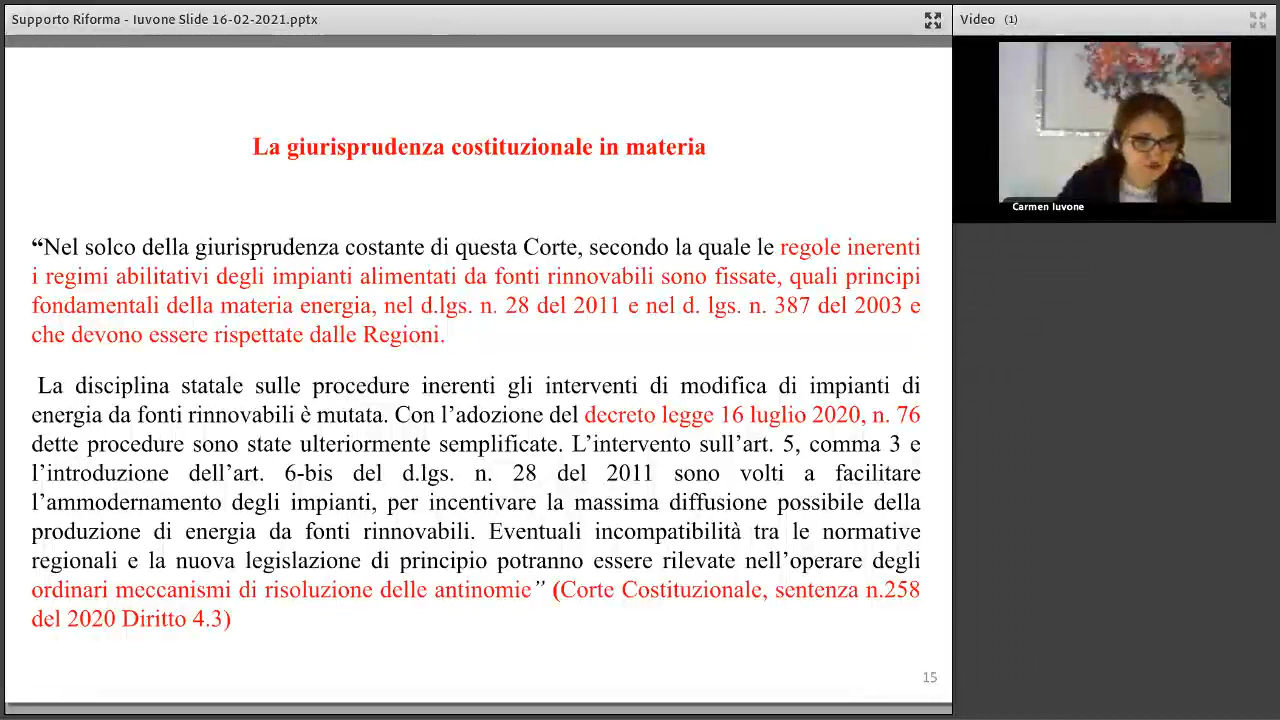 Supporto Riforma - Iuvone Slide 16-02-2021.pptx
Video (1)
Carmen Iuvone
La giurisprudenza costituzionale in materia
“Nel solco della giurisprudenza costante di questa Corte, secondo la quale le regole inerenti
i regimi abilitativi degli impianti alimentati da fonti rinnovabili sono fissate, quali principi
fondamentali della materia energia, nel d.lgs. n. 28 del 2011 e nel d. lgs. n. 387 del 2003 e
che devono essere rispettate dalle Regioni.
La disciplina statale sulle procedure inerenti gli interventi di modifica di impianti di
energia da fonti rinnovabili è mutata. Con l’adozione del decreto legge 16 luglio 2020, n. 76
dette procedure sono state ulteriormente semplificate. L’intervento sull’art. 5, comma 3 e
l’introduzione dell’art. 6-bis del d.lgs. n. 28 del 2011 sono volti a facilitare
l’ammodernamento degli impianti, per incentivare la massima diffusione possibile della
produzione di energia da fonti rinnovabili. Eventuali incompatibilità tra le normative
regionali e la nuova legislazione di principio potranno essere rilevate nell’operare degli
ordinari meccanismi di risoluzione delle antinomie” (Corte Costituzionale, sentenza n.258
del 2020 Diritto 4.3)
15